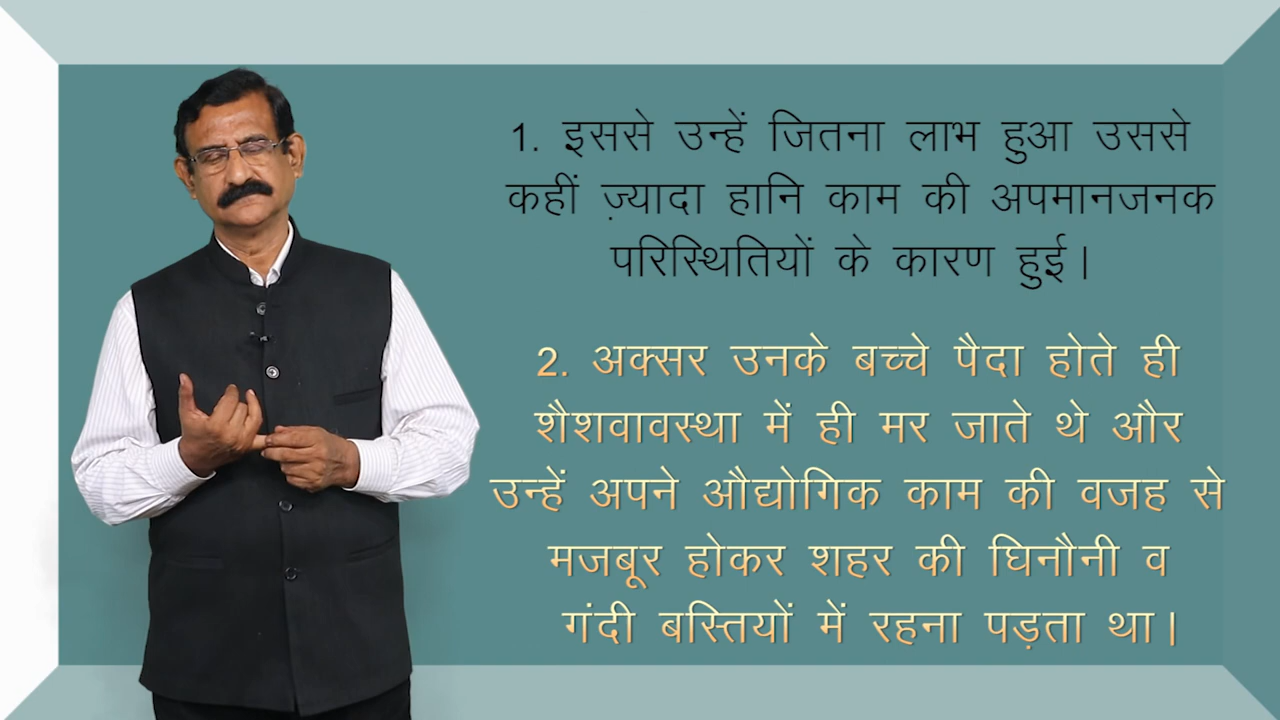 1. इससे उन्हें जितना लाभ हुआ उससे
कहीं ज़्यादा हानि काम की अपमानजनक
परिस्थितियों के कारण हुई।
2. अक्सर उनके बच्चे पैदा होते ही
शैशवावस्था में ही मर जाते थे और
उन्हें अपने औद्योगिक काम की वजह से
मजबूर होकर शहर की घिनौनी व
गंदी बस्तियों में रहना पड़ता था।